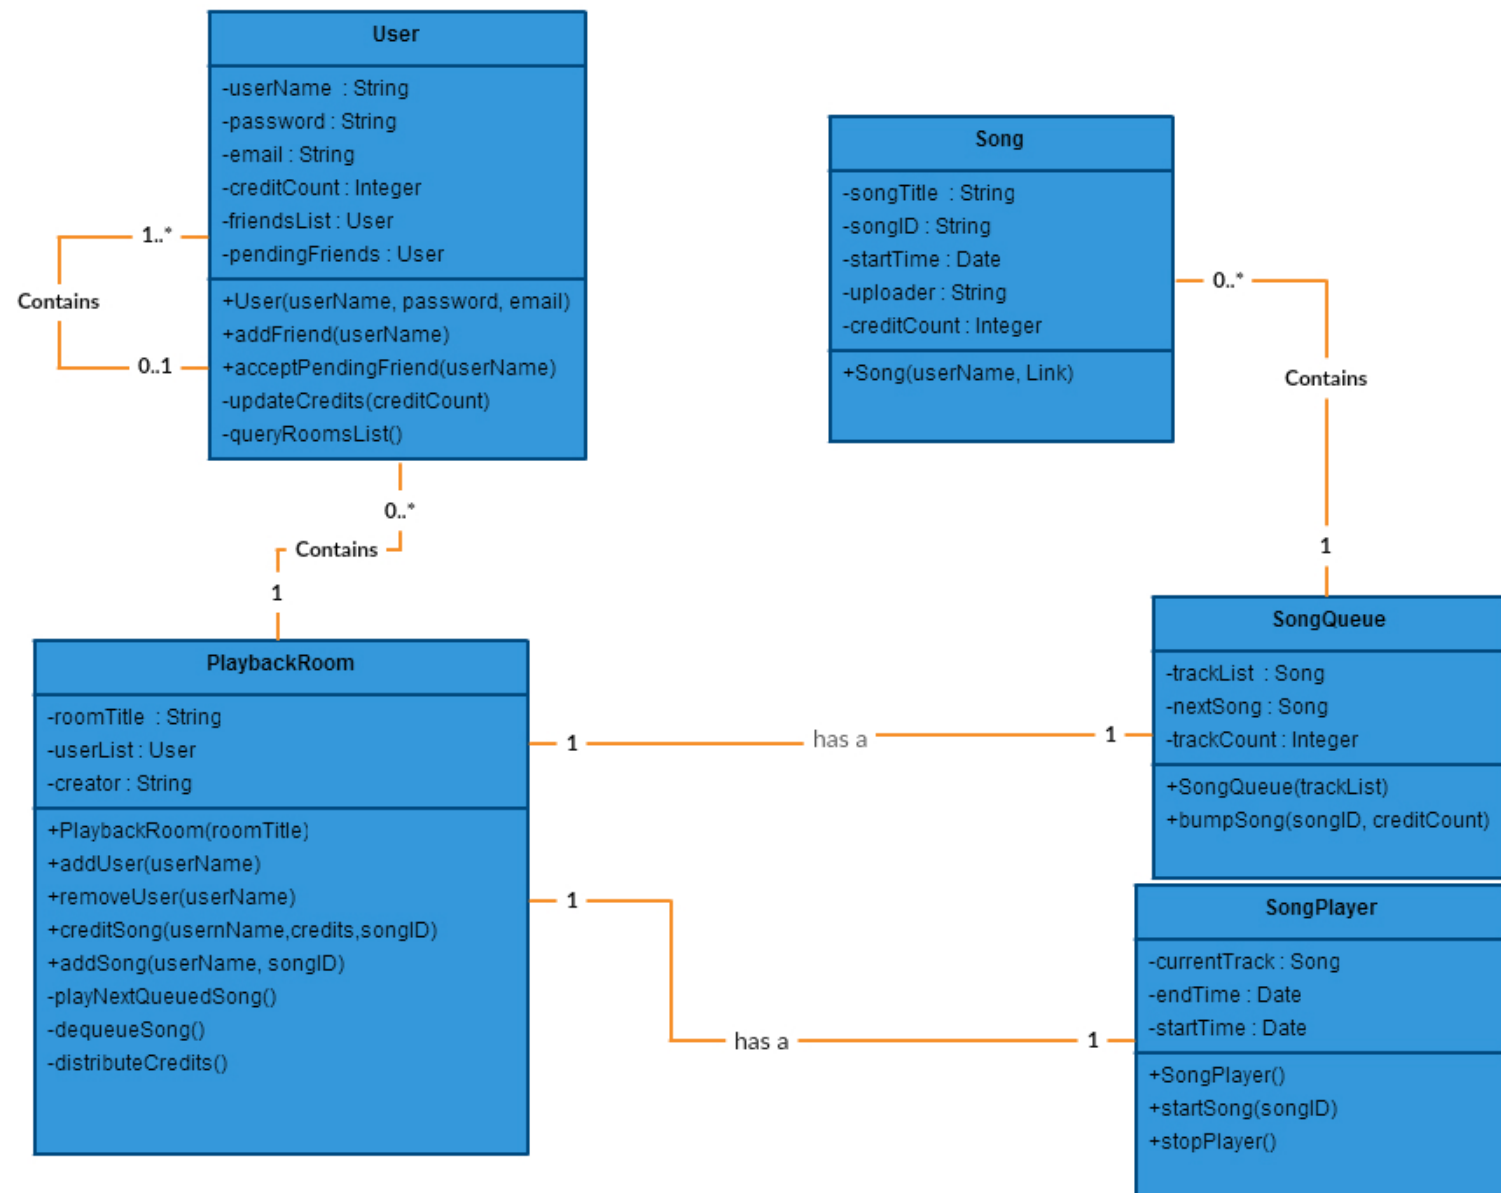 User
-userName : String
-password : String
-email : String
-creditCount : Integer
-friendsList : User
-pendingFriends : User
+User(userName, password, email)
+addFriend(userName)
+acceptPendingFriend(userName)
-updateCredits(creditCount)
-queryRoomsList()
1..*
Contains
0..1
Song
-songTitle : String
-songID : String
-startTime : Date
-uploader : String
-creditCount : Integer
+Song(userName, Link)
0..*
Contains
1
0..*
Contains
1
PlaybackRoom
-roomTitle : String
-userList : User
-creator : String
+PlaybackRoom(roomTitle)
+addUser(userName)
+removeUser(userName)
+creditSong(usernName,credits,songID)
+addSong(userName, songID)
-playNextQueuedSong()
-dequeueSong()
-distributeCredits()
1 has a 1
1 has a 1
SongQueue
-trackList : Song
-nextSong : Song
-trackCount : Integer
+SongQueue(trackList)
+bumpSong(songID, creditCount)
SongPlayer
-currentTrack : Song
-endTime : Date
-startTime : Date
+SongPlayer()
+startSong(songID)
+stopPlayer()